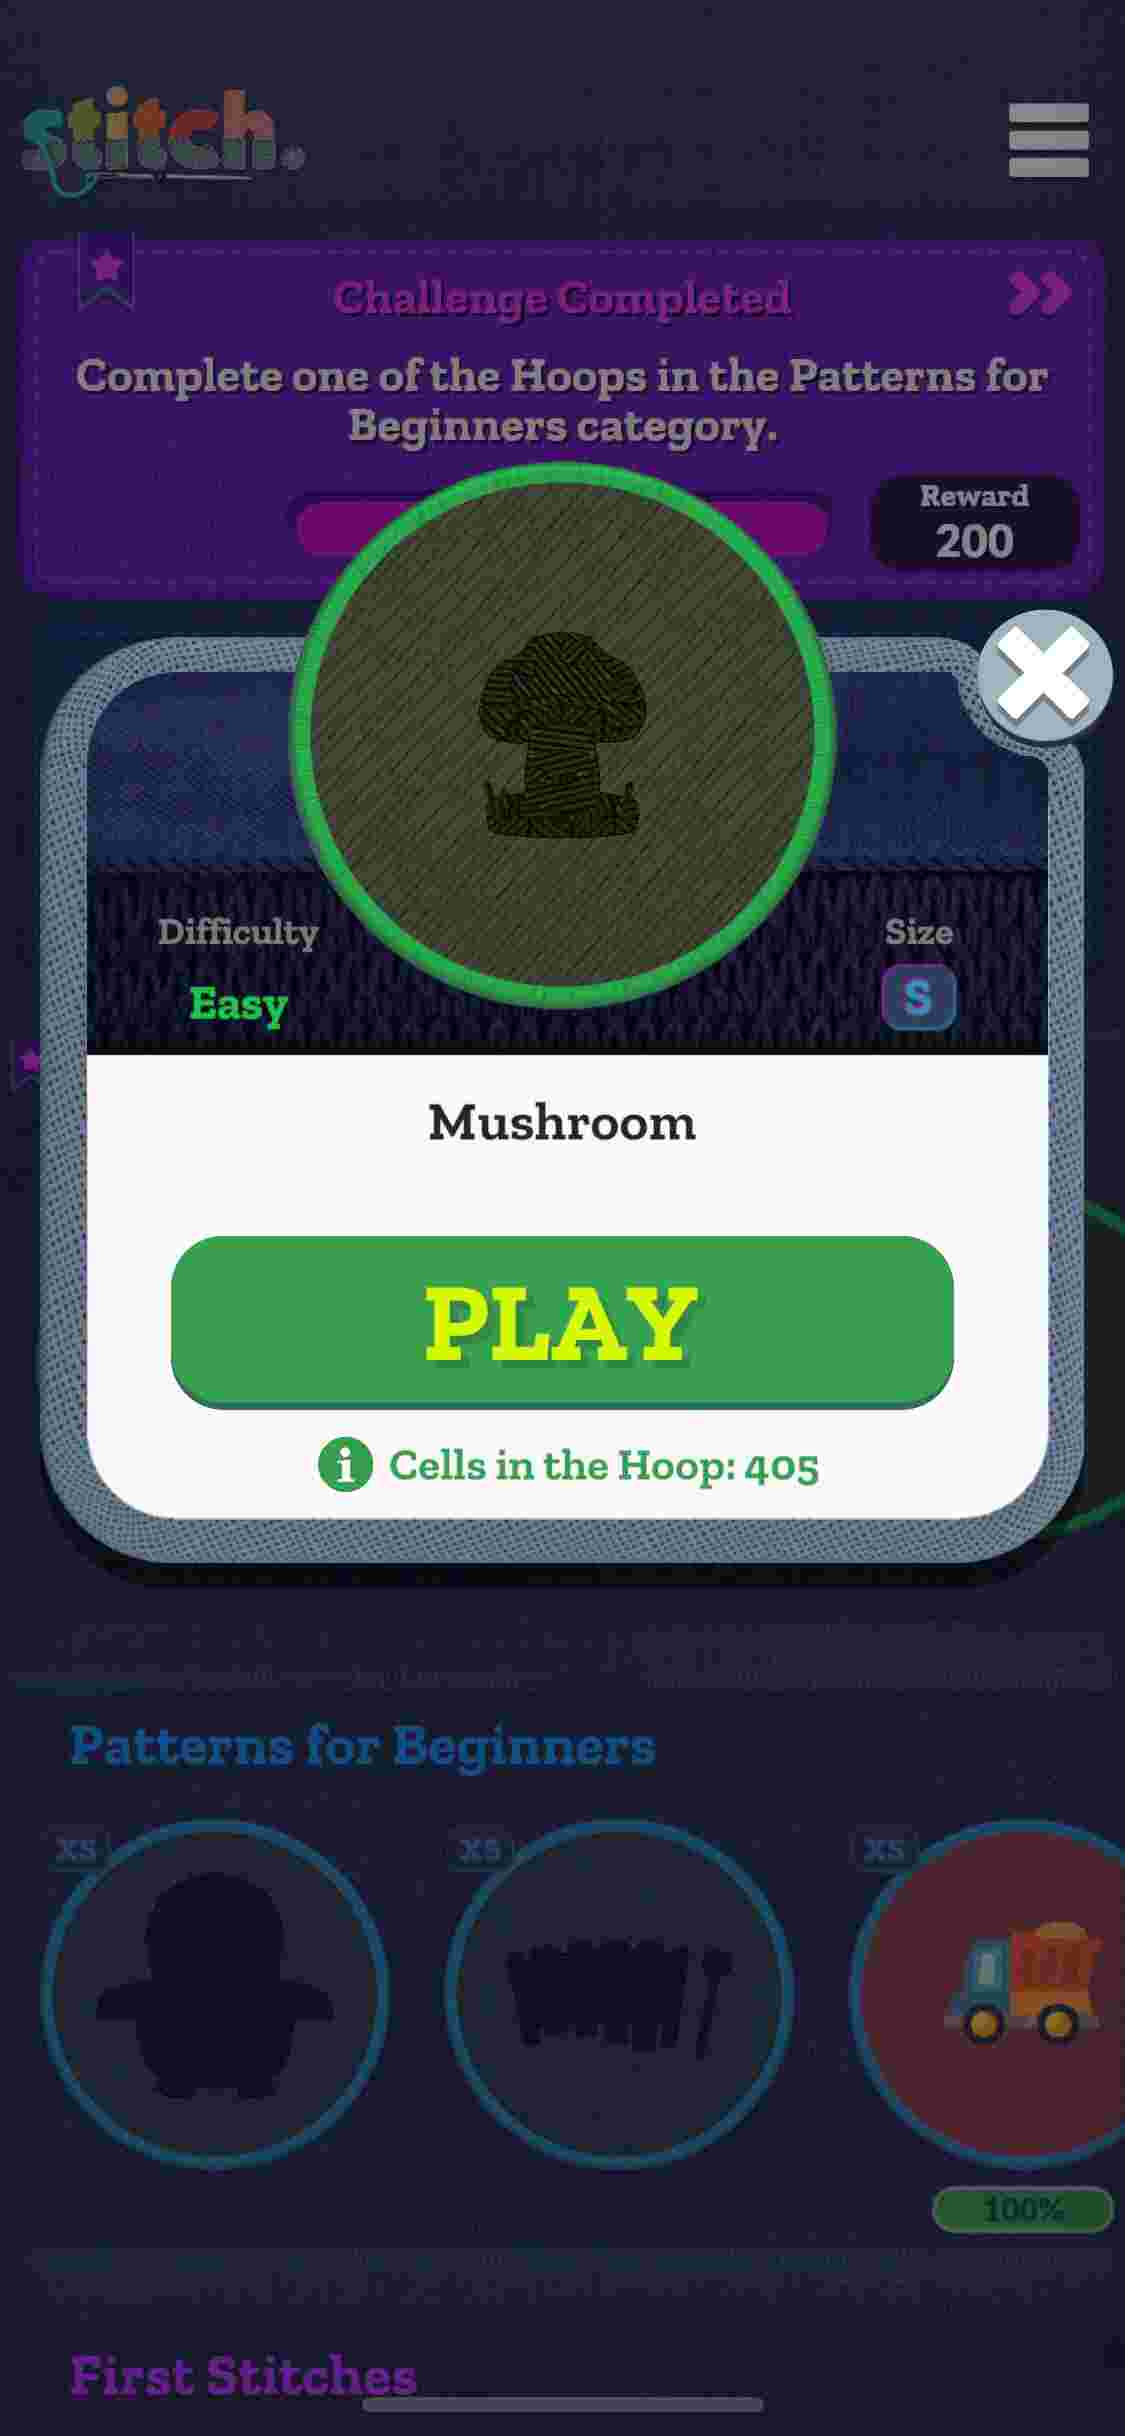 stitch.
Challenge Completed
Complete one of the Hoops in the Patterns for
Beginners category.
Reward
200
Difficulty
Easy
Size
S
Mushroom
PLAY
Cells in the Hoop: 405
Patterns for Beginners
XS
XS
XS
100%
First Stitches